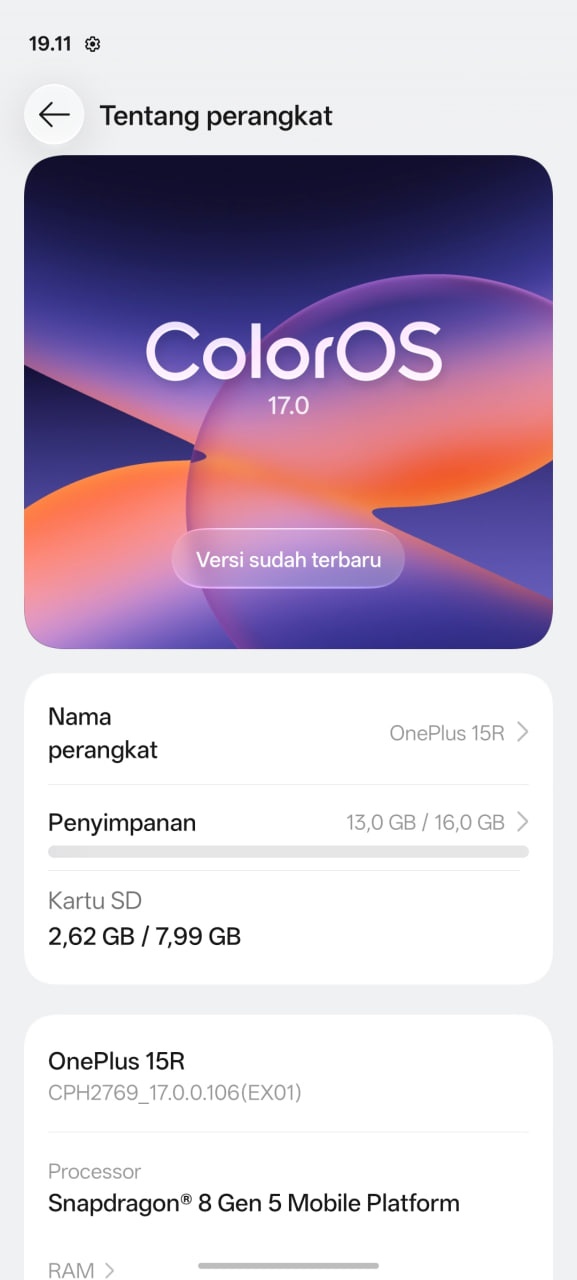 19.11
Tentang perangkat
ColorOS
17.0
Versi sudah terbaru
Nama
perangkat
OnePlus 15R
Penyimpanan
13,0 GB / 16,0 GB
Kartu SD
2,62 GB / 7,99 GB
OnePlus 15R
CPH2769_17.0.0.106(EX01)
Processor
Snapdragon® 8 Gen 5 Mobile Platform
RAM